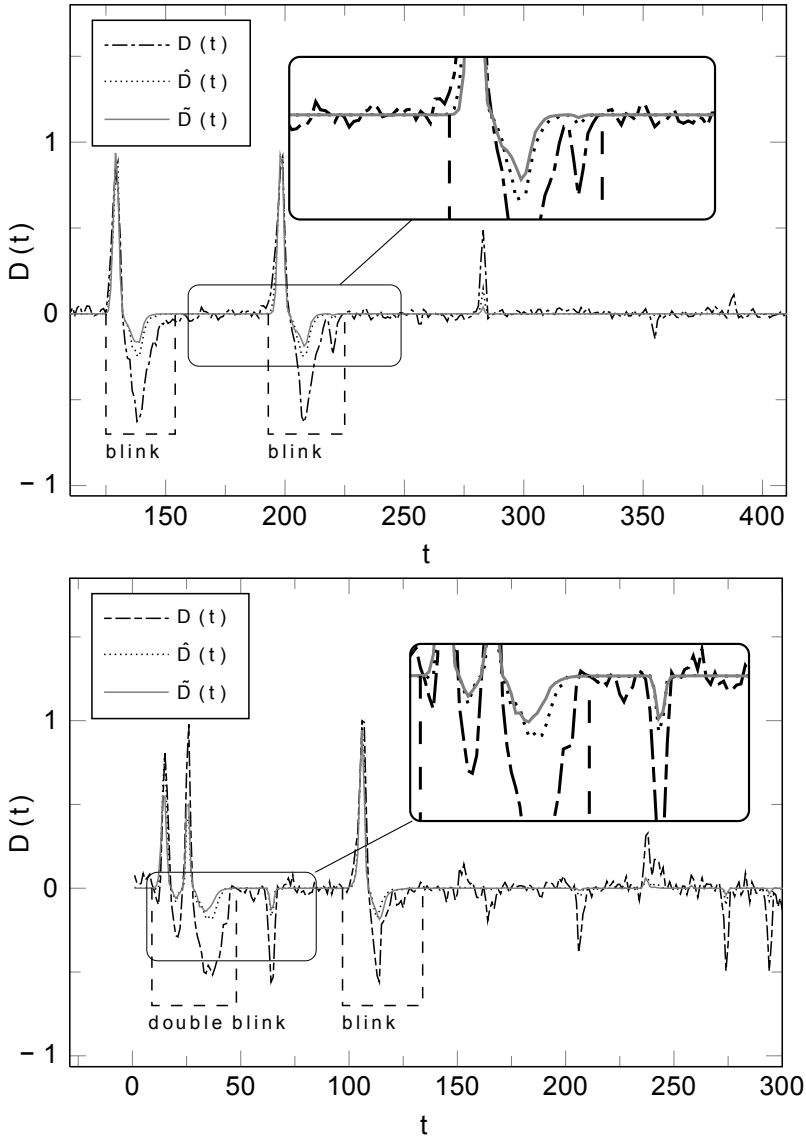 D (t)
D̂ (t)
D̃ (t)
D (t)
1
0
− 1
blink
blink
150
200
250
300
350
400
t
D (t)
D̂ (t)
D̃ (t)
D (t)
1
0
− 1
double blink
blink
0
50
100
150
200
250
300
t